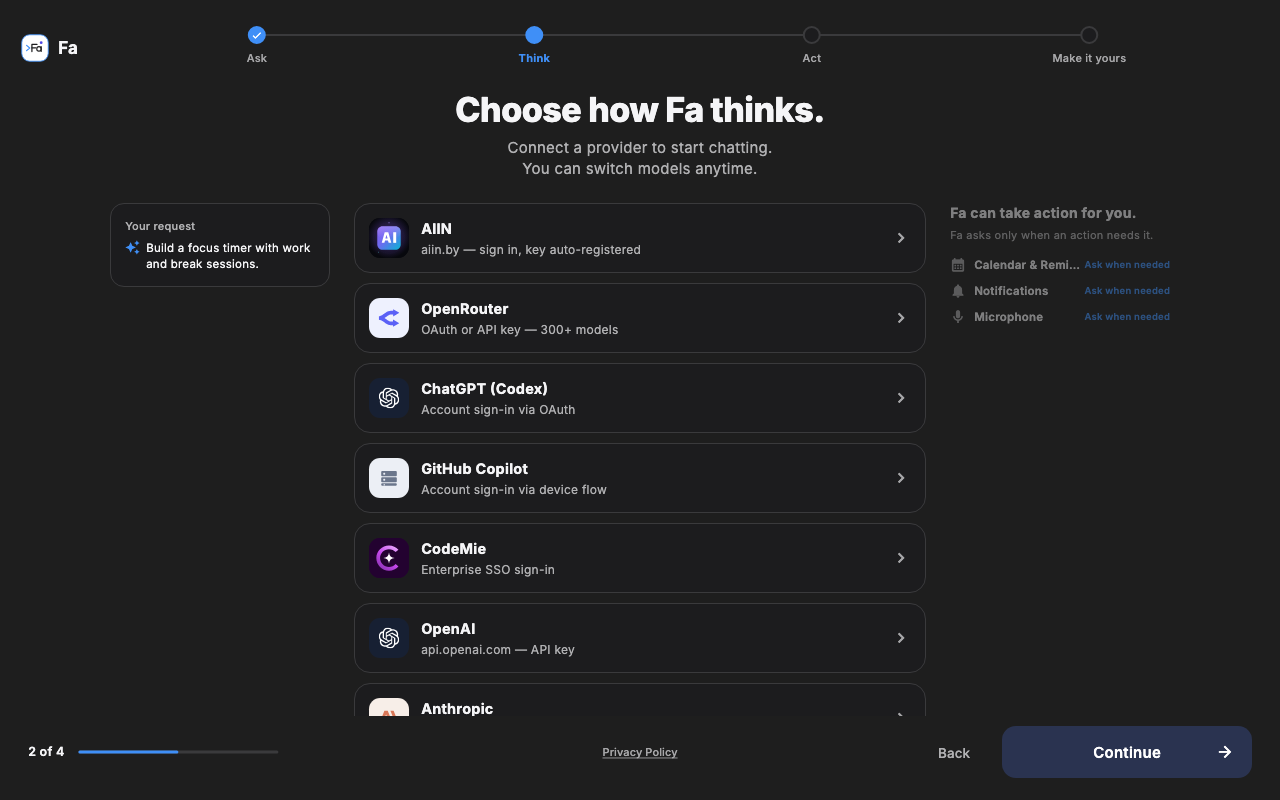 >Fa
Fa
Ask
Think
Act
Make it yours
Choose how Fa thinks.
Connect a provider to start chatting.
You can switch models anytime.
Your request
Build a focus timer with work
and break sessions.
AI
AIIN
aiin.by — sign in, key auto-registered
OpenRouter
OAuth or API key — 300+ models
ChatGPT (Codex)
Account sign-in via OAuth
GitHub Copilot
Account sign-in via device flow
CodeMie
Enterprise SSO sign-in
OpenAI
api.openai.com — API key
Anthropic
Fa can take action for you.
Fa asks only when an action needs it.
Calendar & Remi... Ask when needed
Notifications Ask when needed
Microphone Ask when needed
2 of 4
Privacy Policy
Back
Continue